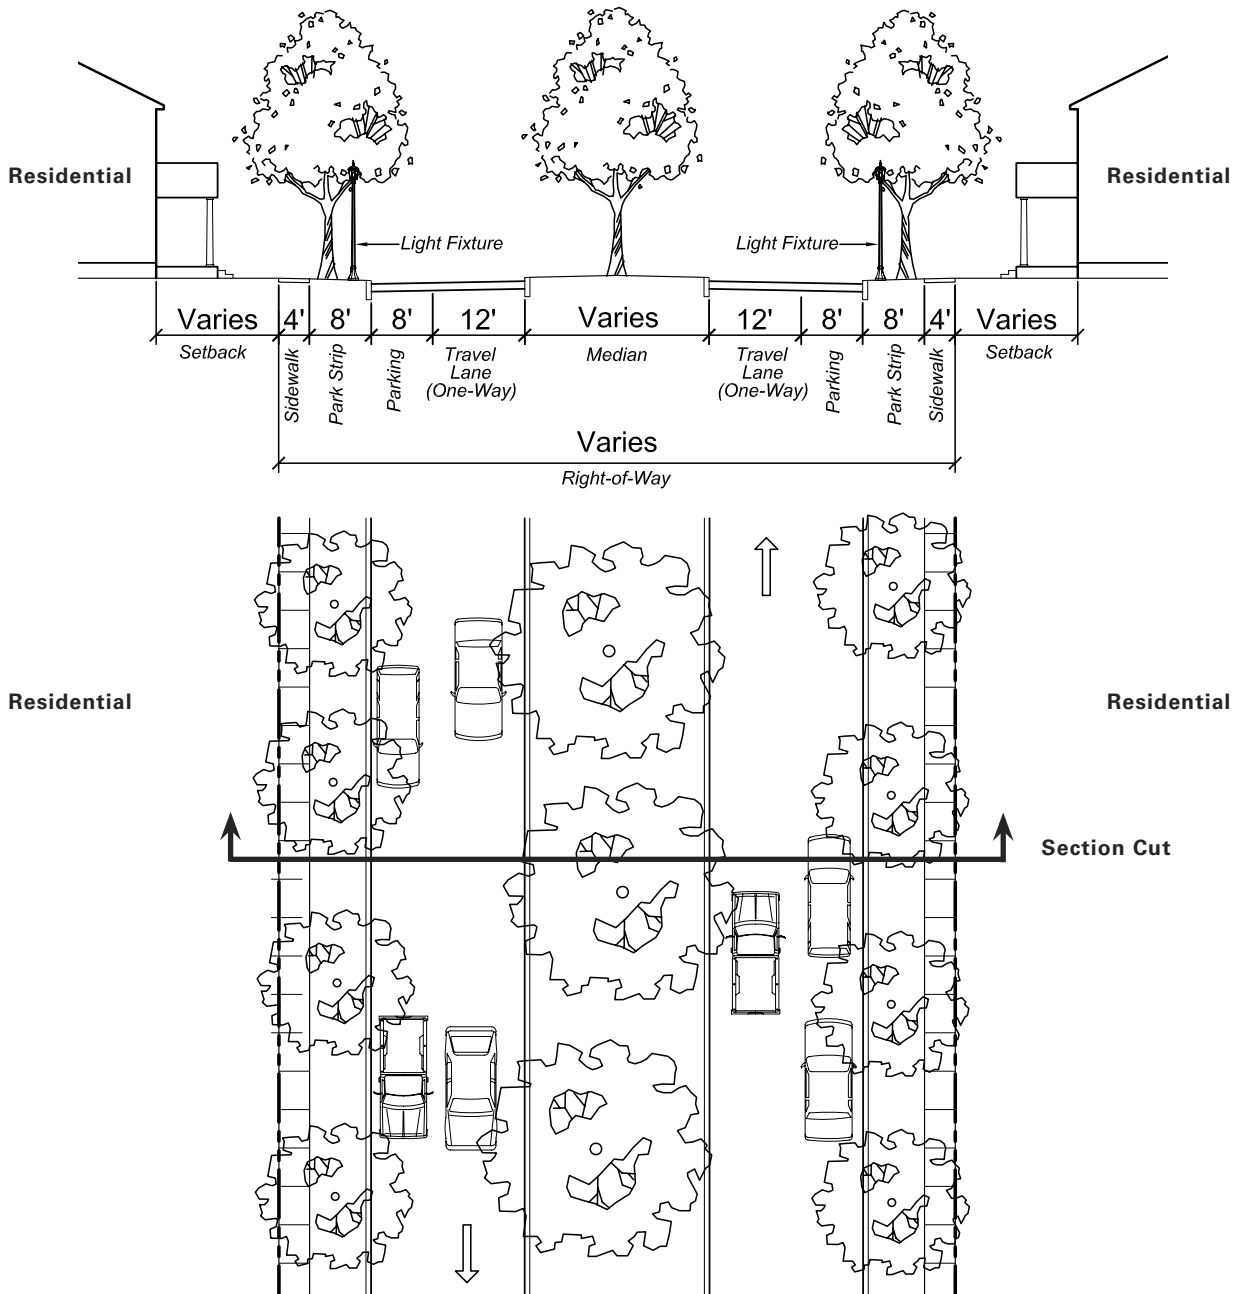 Residential
Residential
Light Fixture
Light Fixture
Varies
4'
8'
8'
12'
Varies
12'
8'
8'
4'
Varies
Setback
Sidewalk
Park Strip
Parking
Travel
Lane
(One-Way)
Median
Travel
Lane
(One-Way)
Parking
Park Strip
Sidewalk
Setback
Varies
Right-of-Way
Residential
Residential
Section Cut